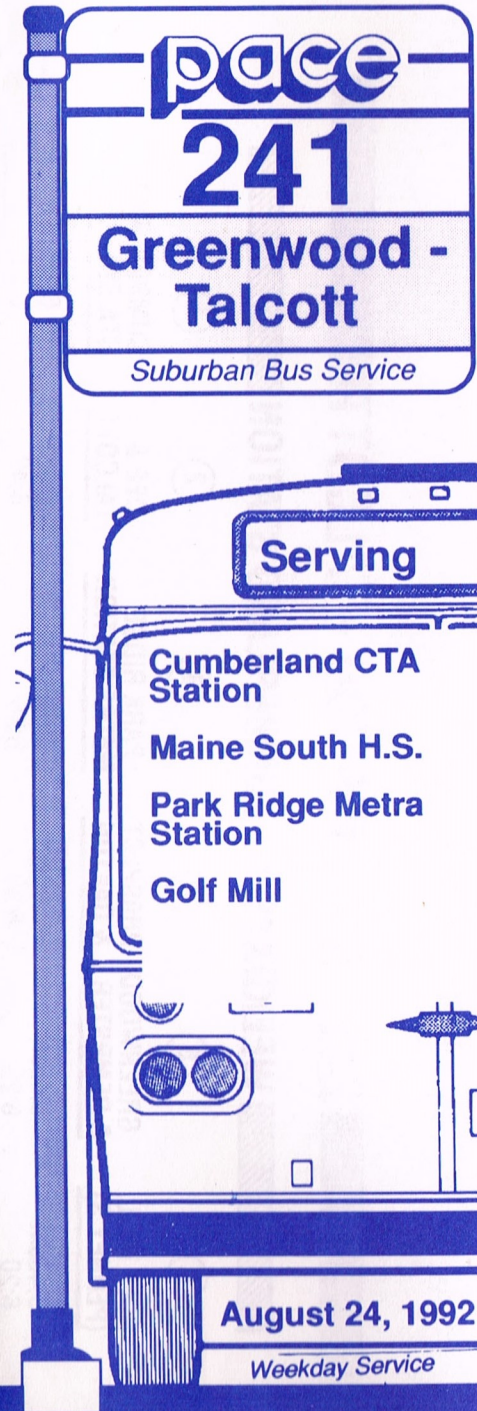 pace
241
Greenwood -
Talcott
Suburban Bus Service
Serving
Cumberland CTA
Station
Maine South H.S.
Park Ridge Metra
Station
Golf Mill
August 24, 1992
Weekday Service